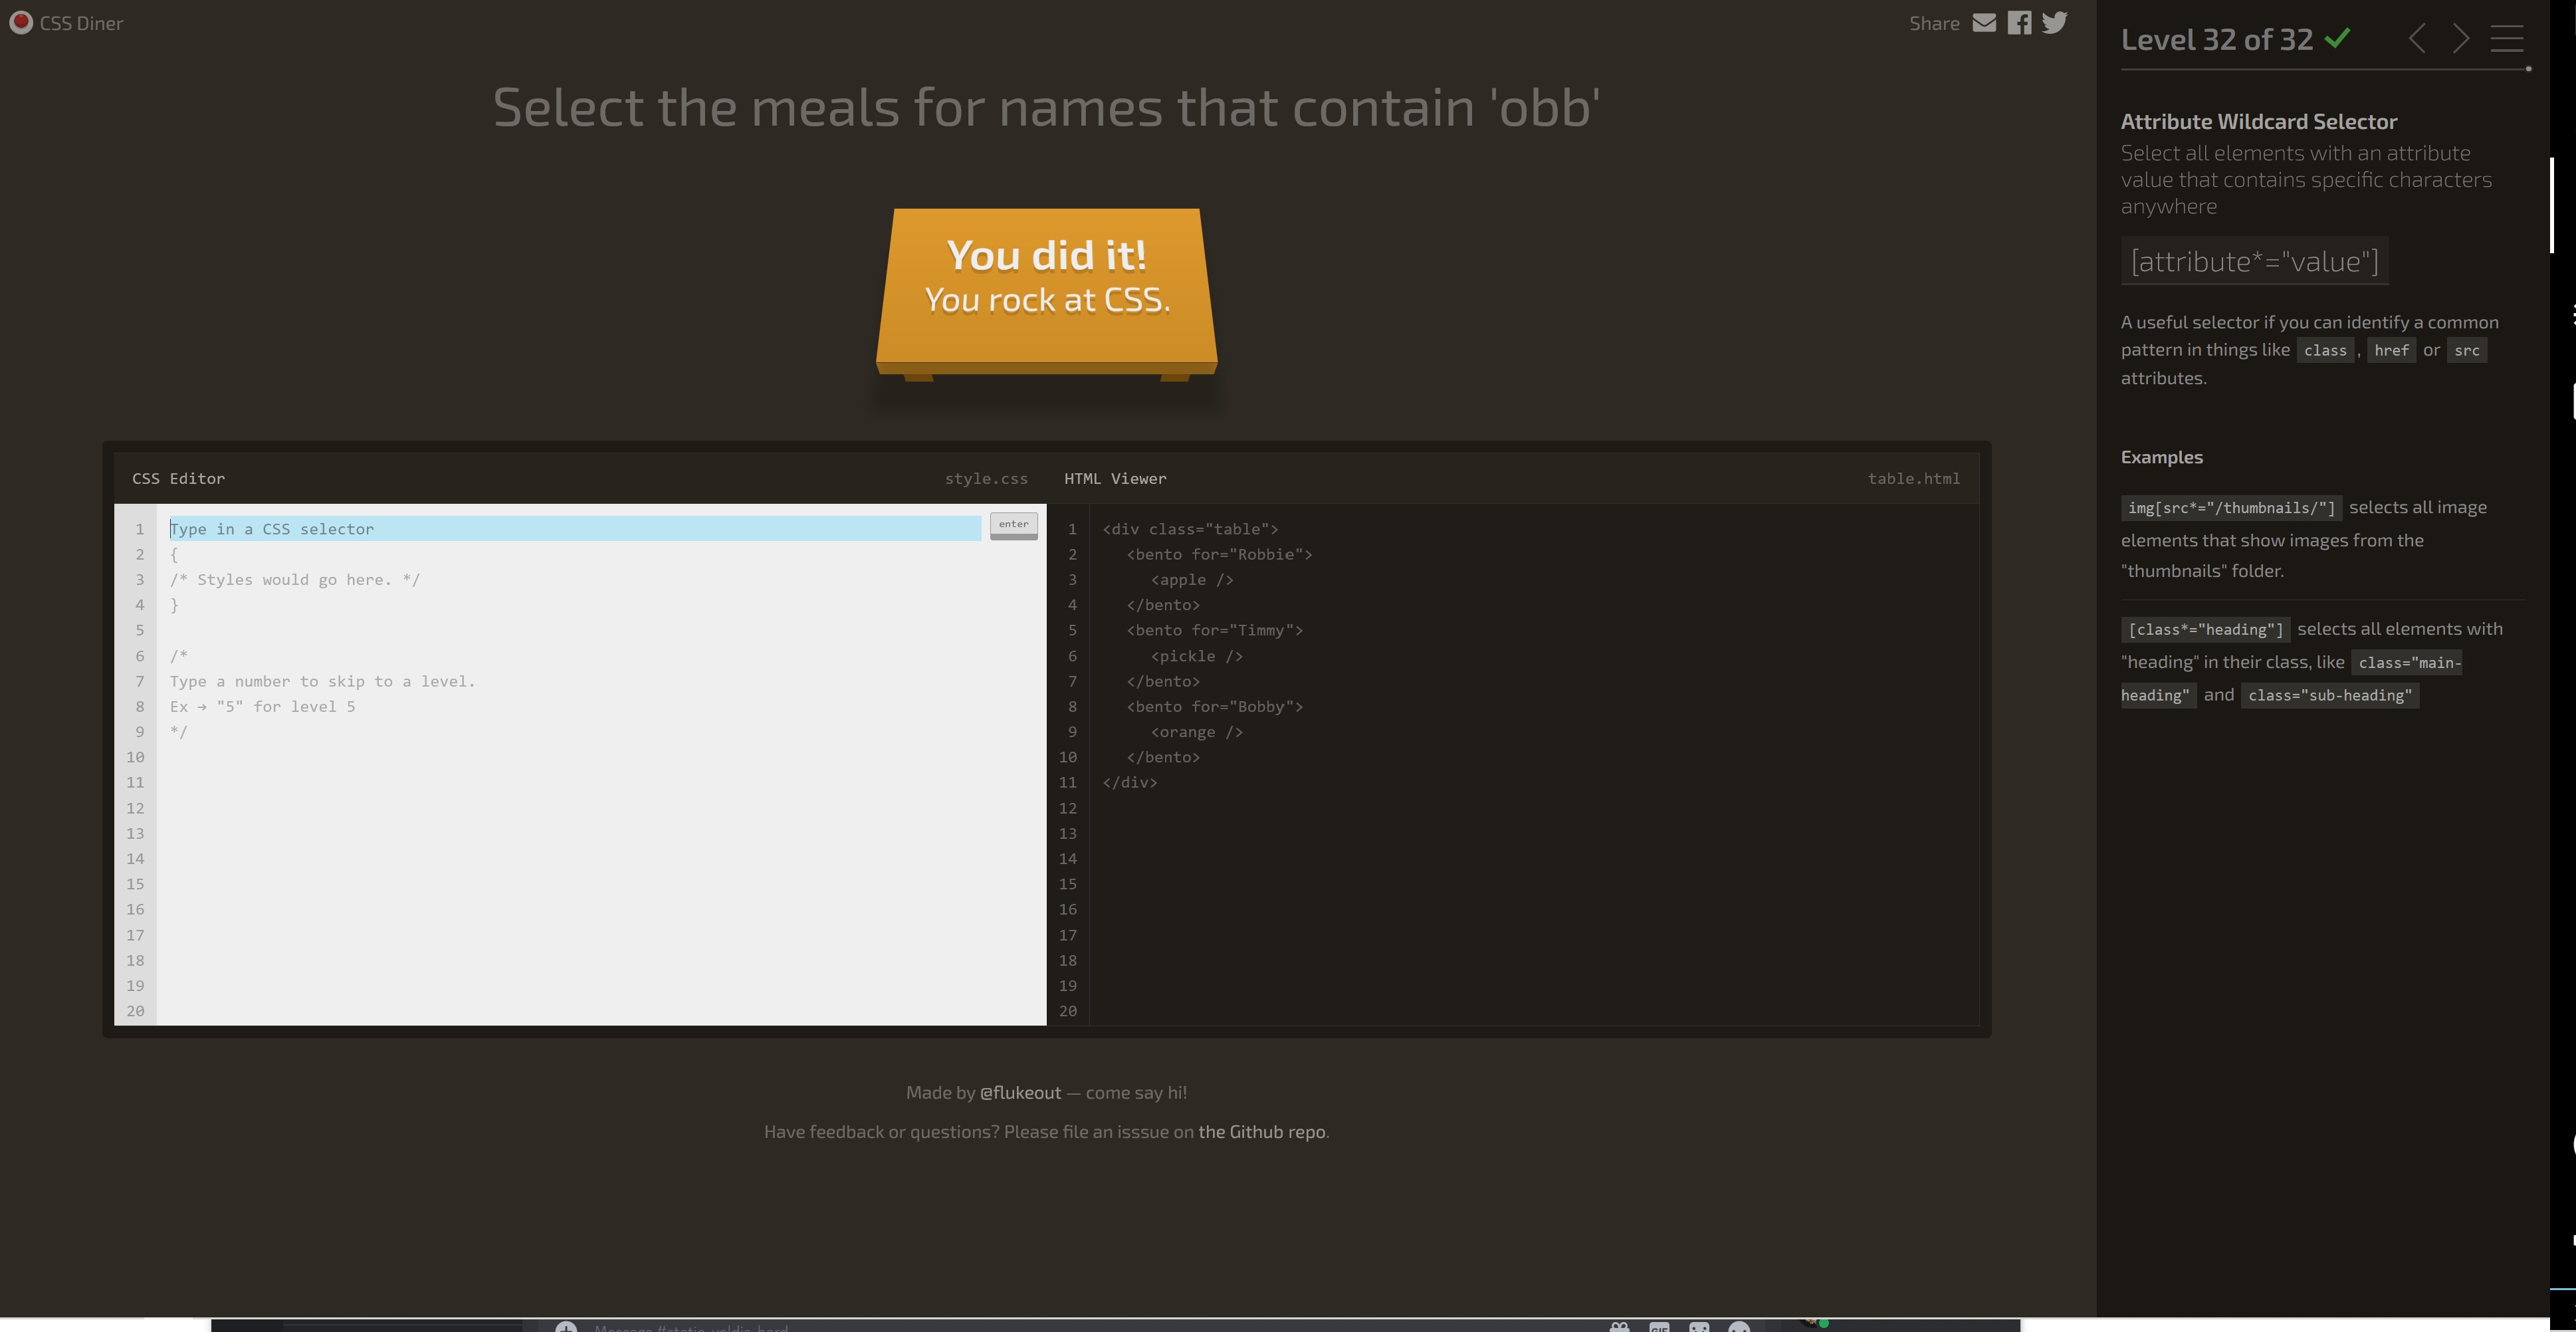 CSS Diner
Share
Select the meals for names that contain 'obb'
You did it!
You rock at CSS.
CSS Editor
style.css
1 Type in a CSS selector
enter
2 {
3 /* Styles would go here. */
4 }
5
6 /*
7 Type a number to skip to a level.
8 Ex → "5" for level 5
9 */
10
11
12
13
14
15
16
17
18
19
20
HTML Viewer
table.html
1 <div class="table">
2 <bento for="Robbie">
3 <apple />
4 </bento>
5 <bento for="Timmy">
6 <pickle />
7 </bento>
8 <bento for="Bobby">
9 <orange />
10 </bento>
11 </div>
12
13
14
15
16
17
18
19
20
Made by @flukeout — come say hi!
Have feedback or questions? Please file an isssue on the Github repo.
Level 32 of 32
Attribute Wildcard Selector
Select all elements with an attribute
value that contains specific characters
anywhere
[attribute*="value"]
A useful selector if you can identify a common
pattern in things like class , href or src
attributes.
Examples
img[src*="/thumbnails/"] selects all image
elements that show images from the
"thumbnails" folder.
[class*="heading"] selects all elements with
"heading" in their class, like class="main-
heading" and class="sub-heading"
GIF